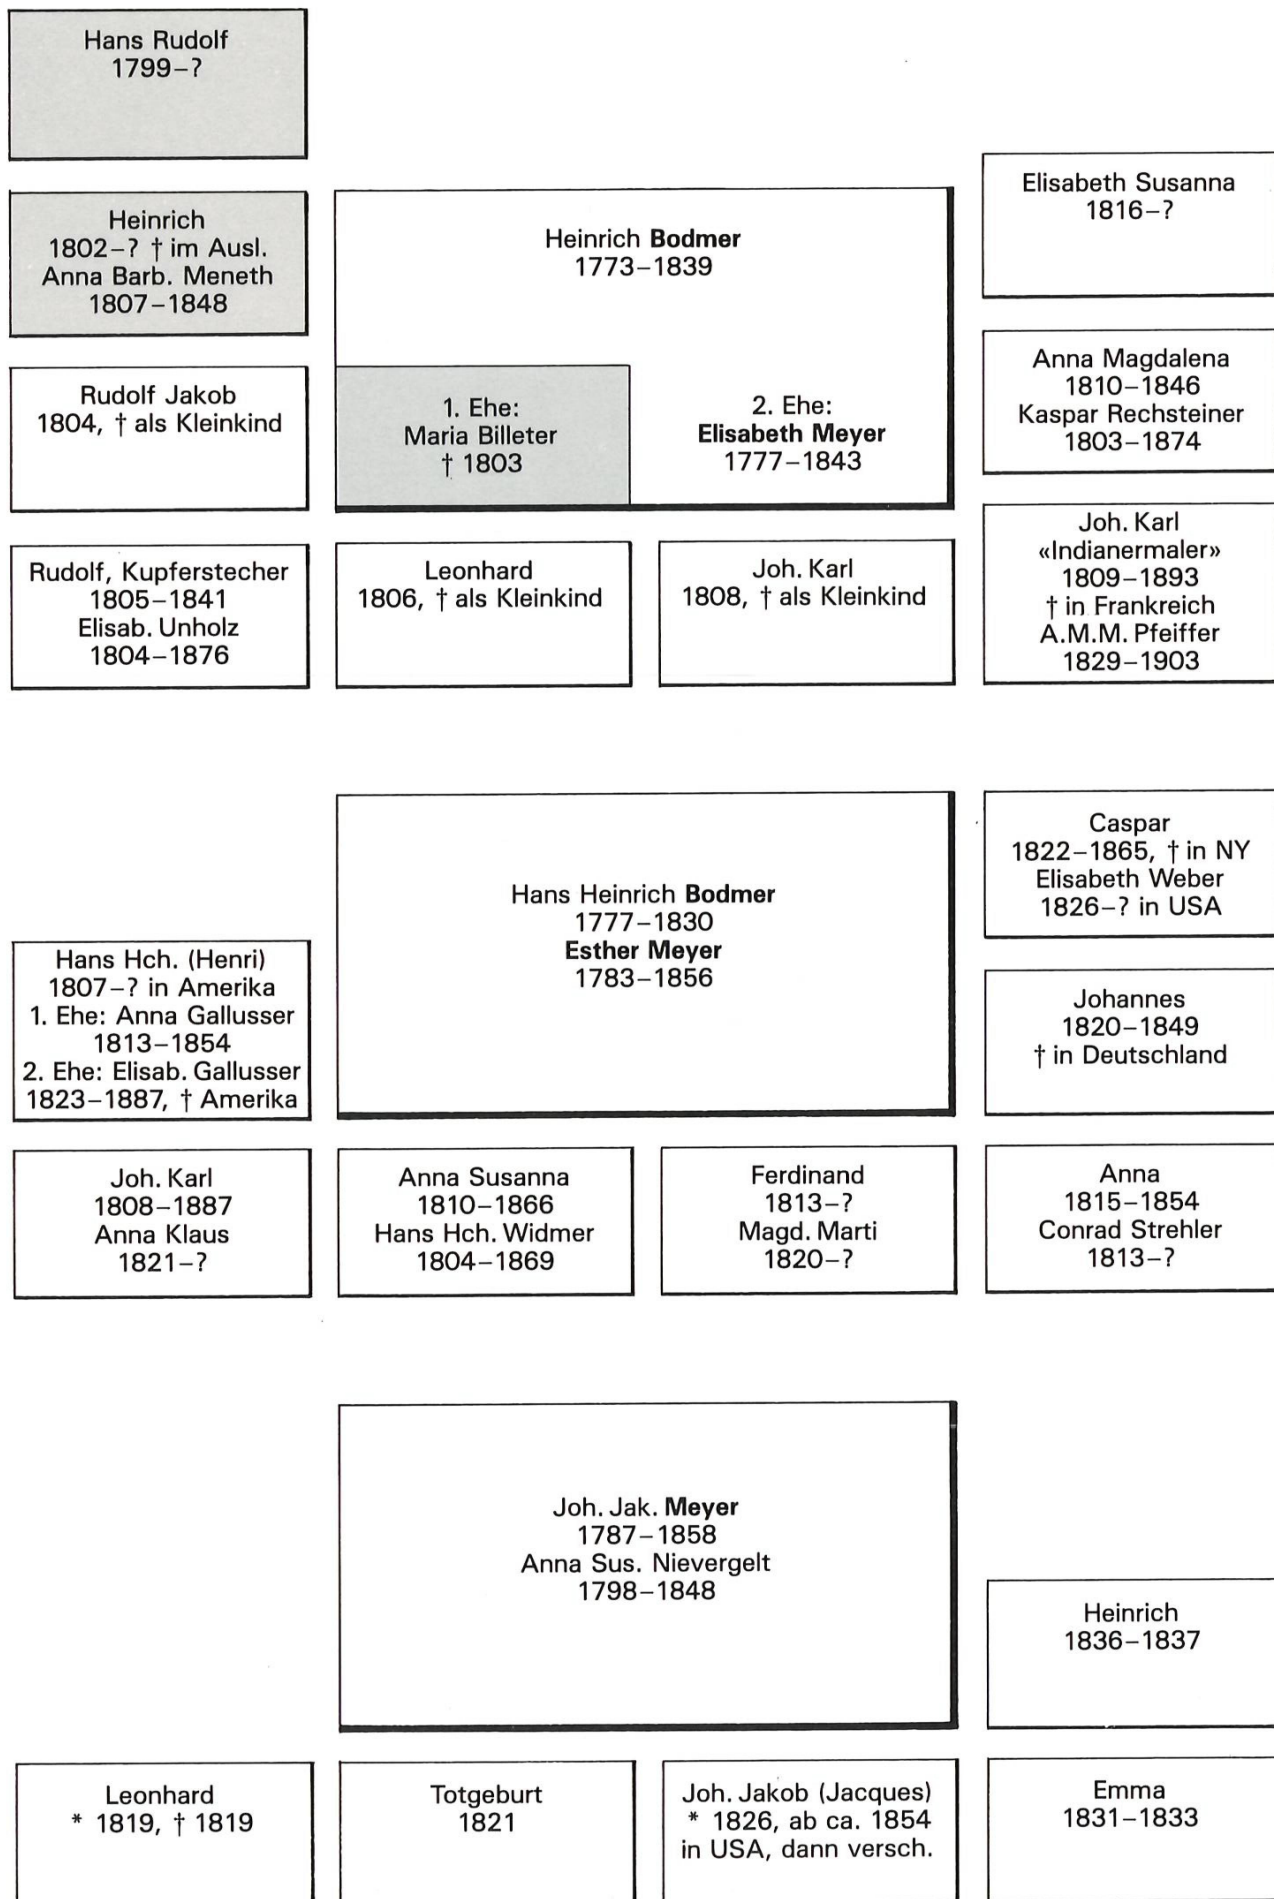 Hans Rudolf
1799–?
Heinrich
1802–? † im Ausl.
Anna Barb. Meneth
1807–1848
Rudolf Jakob
1804, † als Kleinkind
Rudolf, Kupferstecher
1805–1841
Elisab. Unholz
1804–1876
Heinrich Bodmer
1773–1839
1. Ehe:
Maria Billeter
† 1803
2. Ehe:
Elisabeth Meyer
1777–1843
Leonhard
1806, † als Kleinkind
Joh. Karl
1808, † als Kleinkind
Elisabeth Susanna
1816–?
Anna Magdalena
1810–1846
Kaspar Rechsteiner
1803–1874
Joh. Karl
«Indianermaler»
1809–1893
† in Frankreich
A.M.M. Pfeiffer
1829–1903
Hans Heinrich Bodmer
1777–1830
Esther Meyer
1783–1856
Caspar
1822–1865, † in NY
Elisabeth Weber
1826–? in USA
Hans Hch. (Henri)
1807–? in Amerika
1. Ehe: Anna Gallusser
1813–1854
2. Ehe: Elisab. Gallusser
1823–1887, † Amerika
Johannes
1820–1849
† in Deutschland
Joh. Karl
1808–1887
Anna Klaus
1821–?
Anna Susanna
1810–1866
Hans Hch. Widmer
1804–1869
Ferdinand
1813–?
Magd. Marti
1820–?
Anna
1815–1854
Conrad Strehler
1813–?
Joh. Jak. Meyer
1787–1858
Anna Sus. Nievergelt
1798–1848
Heinrich
1836–1837
Leonhard
* 1819, † 1819
Totgeburt
1821
Joh. Jakob (Jacques)
* 1826, ab ca. 1854
in USA, dann versch.
Emma
1831–1833